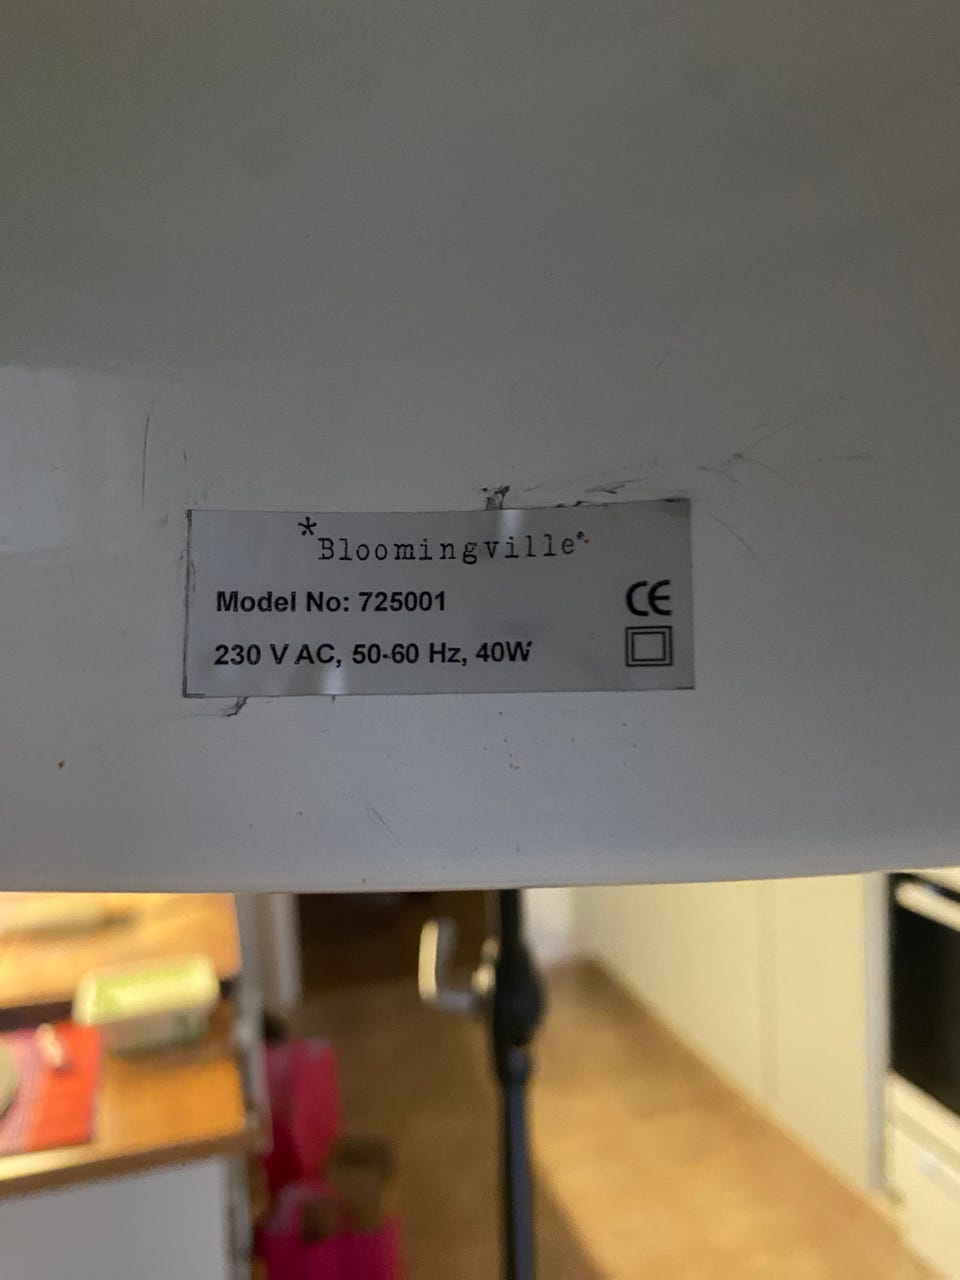 *Bloomingville
Model No: 725001
230 V AC, 50-60 Hz, 40W
CE